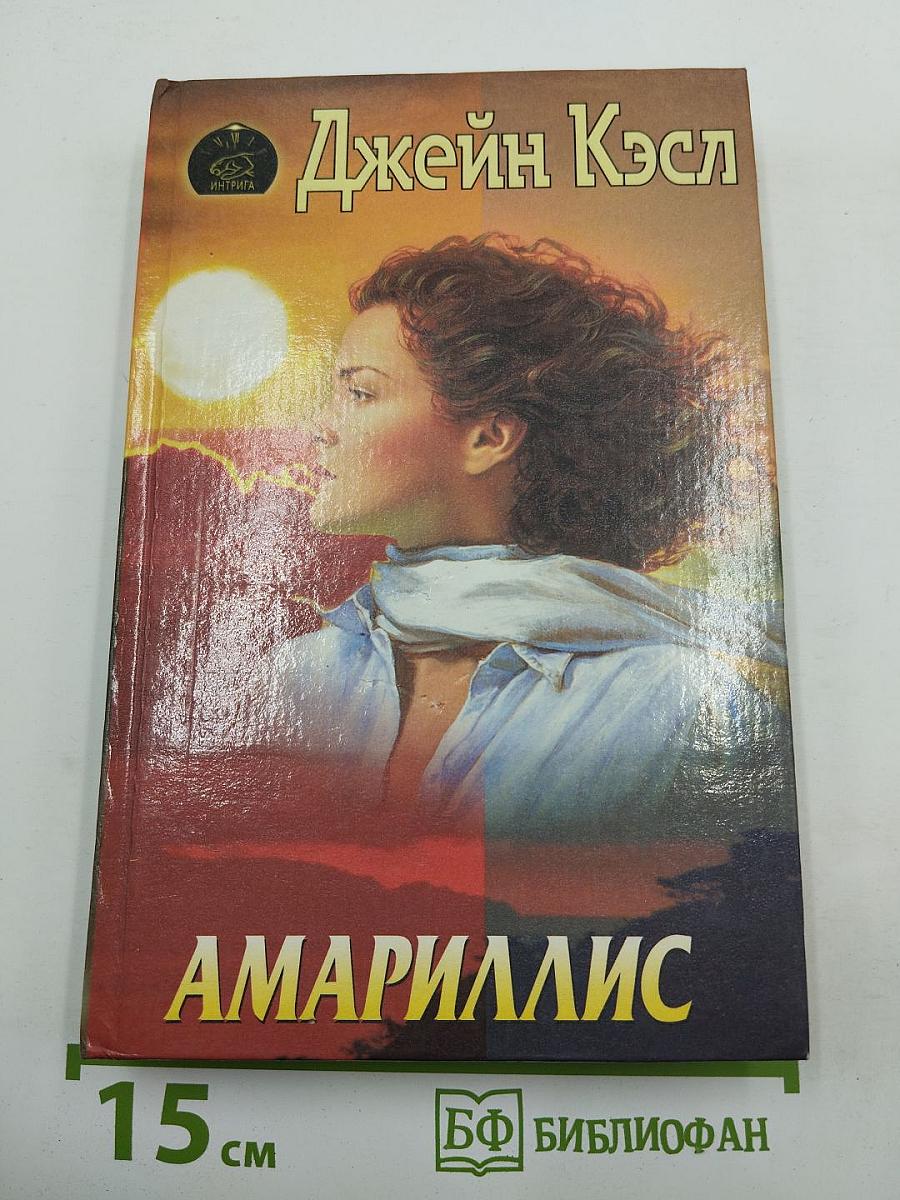 Джейн Кэсл
ИНТРИГА
АМАРИЛЛИС
15 см
БФ БИБЛИОФАН